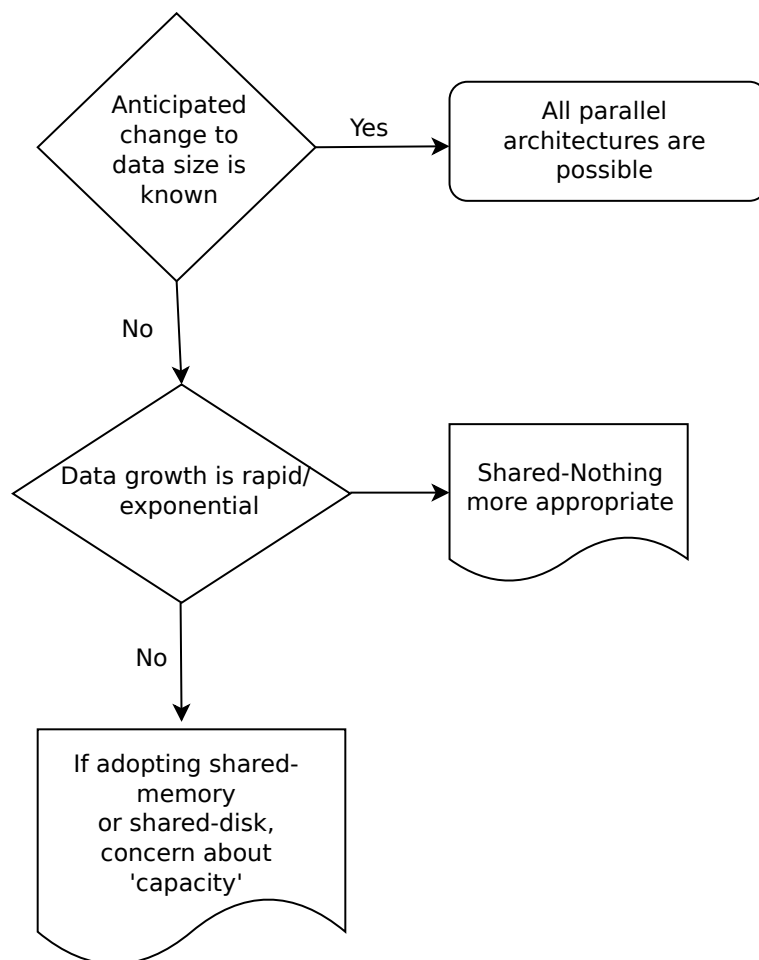 Anticipated
change to
data size is
known
Yes
All parallel
architectures are
possible
No
Data growth is rapid/
exponential
Shared-Nothing
more appropriate
No
If adopting shared-
memory
or shared-disk,
concern about
'capacity'